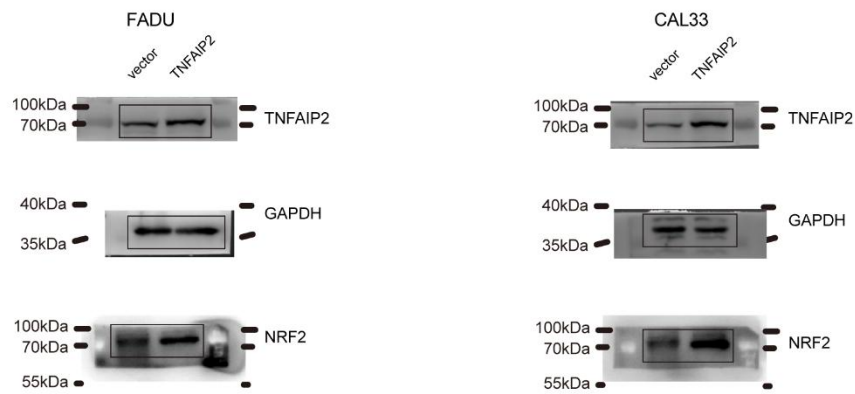 FADU
vector TNFAIP2
100kDa
70kDa
TNFAIP2
40kDa
35kDa
GAPDH
100kDa
70kDa
55kDa
NRF2
CAL33
vector TNFAIP2
100kDa
70kDa
TNFAIP2
40kDa
35kDa
GAPDH
100kDa
70kDa
55kDa
NRF2